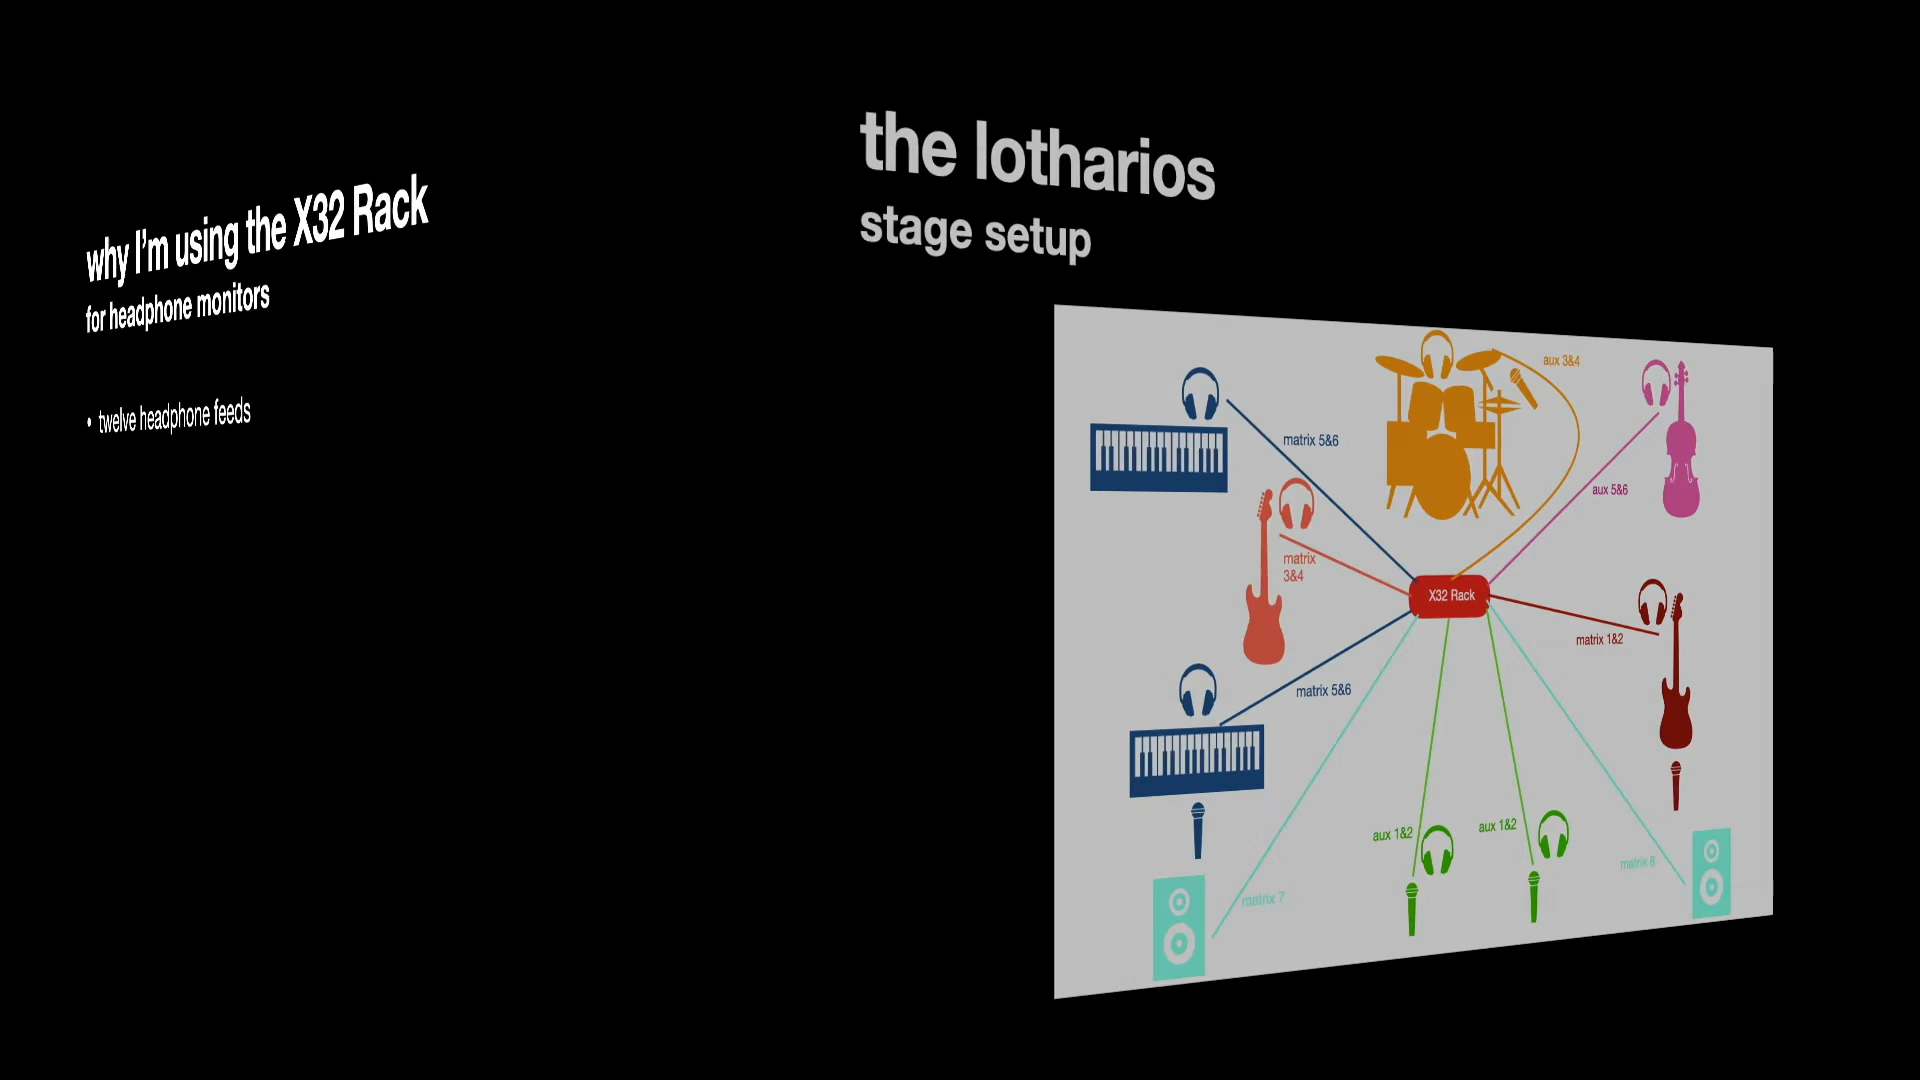 why I'm using the X32 Rack
for headphone monitors
• twelve headphone feeds
the lotharios
stage setup
aux 3&4
matrix 5&6
aux 5&6
matrix
3&4
X32 Rack
matrix 1&2
matrix 5&6
aux 1&2
aux 1&2
matrix 8
matrix 7